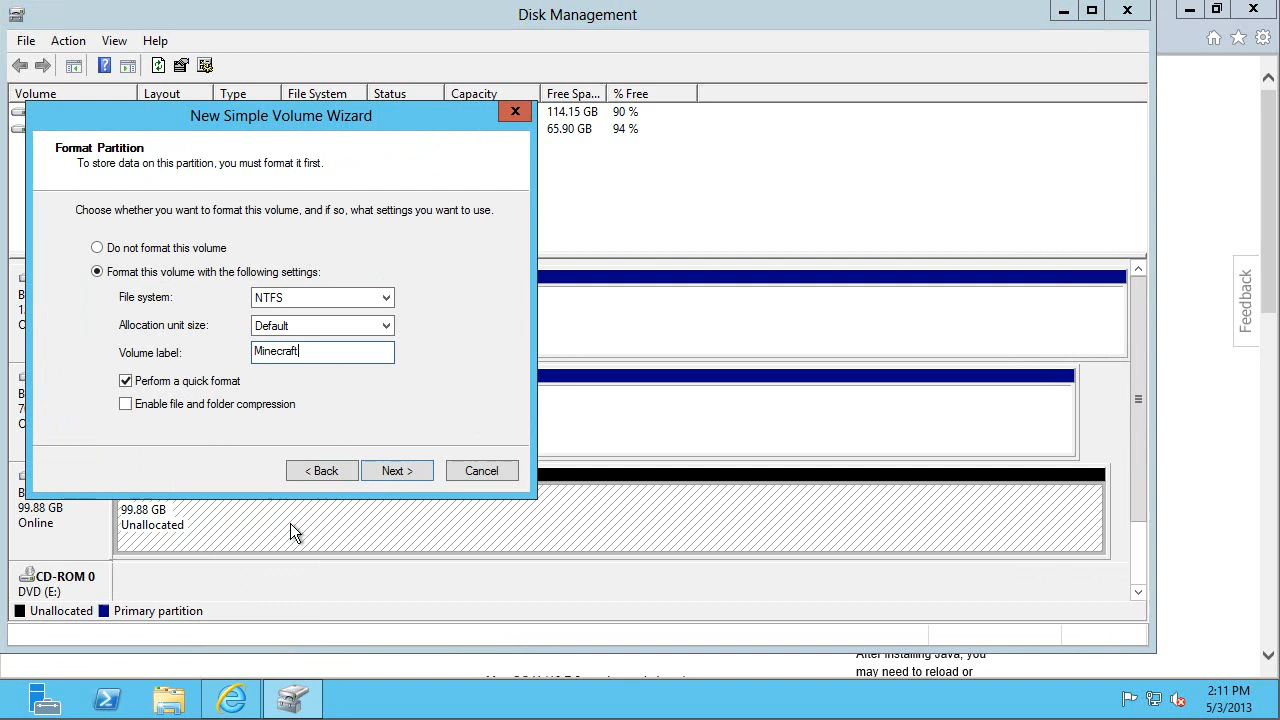 Disk Management
File Action View Help
Volume Layout Type File System Status Capacity Free Spa... % Free
114.15 GB 90 %
65.90 GB 94 %
New Simple Volume Wizard
Format Partition
To store data on this partition, you must format it first.
Choose whether you want to format this volume, and if so, what settings you want to use.
Do not format this volume
Format this volume with the following settings:
File system: NTFS
Allocation unit size: Default
Volume label: Minecraft
Perform a quick format
Enable file and folder compression
< Back Next > Cancel
99.88 GB
Online
99.88 GB
Unallocated
CD-ROM 0
DVD (E:)
Unallocated Primary partition
Feedback
After installing Java, you
may need to reload or
2:11 PM
5/3/2013